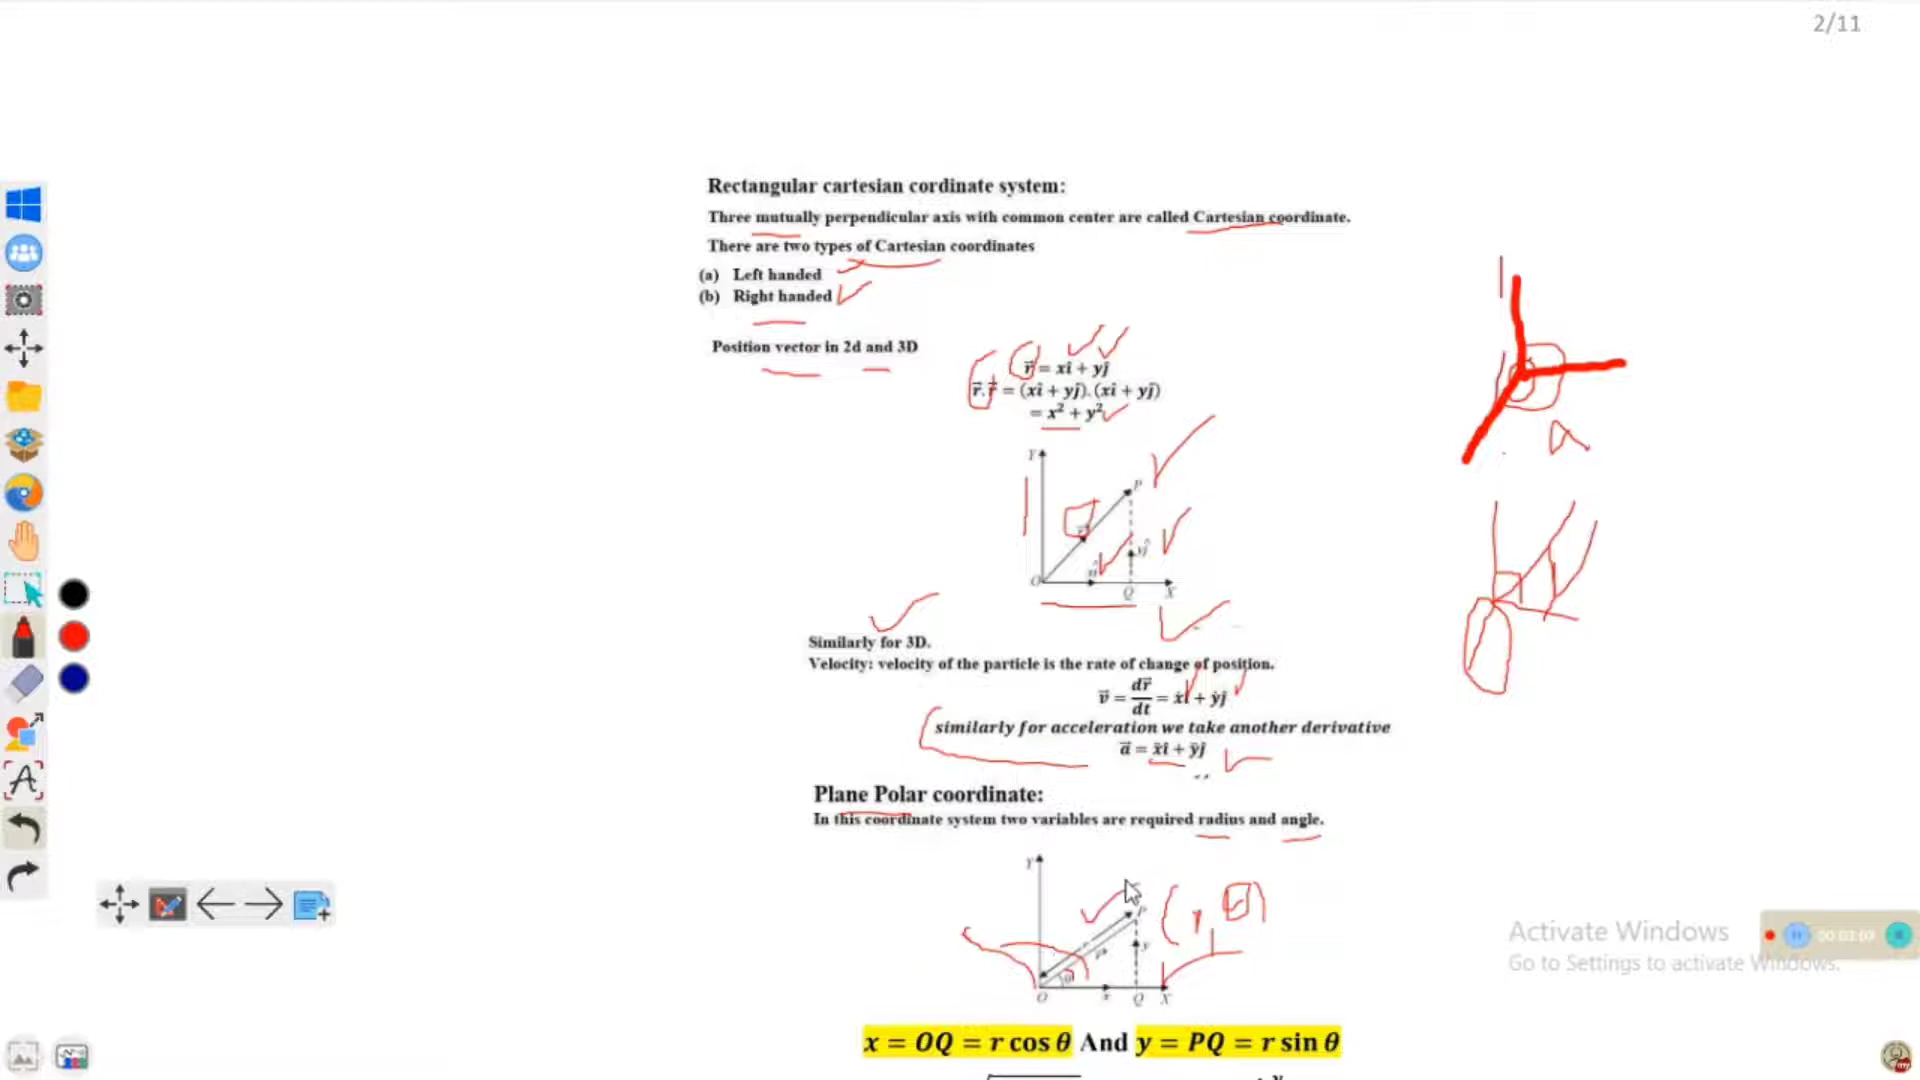 2/11
Rectangular cartesian cordinate system:
Three mutually perpendicular axis with common center are called Cartesian coordinate.
There are two types of Cartesian coordinates
(a) Left handed
(b) Right handed
Position vector in 2d and 3D
r⃗ = xî + yĵ
r⃗.r⃗ = (xî + yĵ).(xî + yĵ)
= x² + y²
a
Y
P
r⃗
xî
yĵ
O
Q
X
Similarly for 3D.
Velocity: velocity of the particle is the rate of change of position.
v⃗ = dr⃗/dt = ẋî + ẏĵ
similarly for acceleration we take another derivative
a⃗ = ẍî + ÿĵ
Plane Polar coordinate:
In this coordinate system two variables are required radius and angle.
Y
P
(r, θ)
y
r
θ
O
x
Q
X
x = OQ = r cos θ And y = PQ = r sin θ
Activate Windows
Go to Settings to activate Windows.